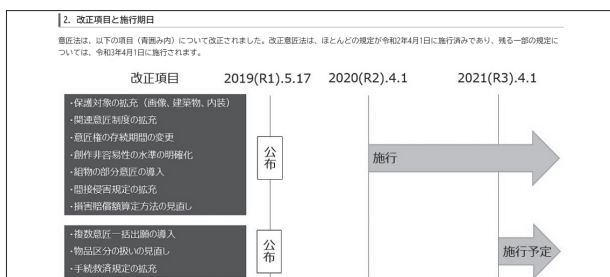 2. 改正項目と施行期日
意匠法は、以下の項目（青囲み内）について改正されました。改正意匠法は、ほとんどの規定が令和2年4月1日に施行済みであり、残る一部の規定に
ついては、令和3年4月1日に施行されます。
改正項目 2019(R1).5.17 2020(R2).4.1 2021(R3).4.1
・保護対象の拡充（画像、建築物、内装）
・関連意匠制度の拡充
・意匠権の存続期間の変更
・創作非容易性の水準の明確化
・組物の部分意匠の導入
・間接侵害規定の拡充
・損害賠償額算定方法の見直し
公布
施行
・複数意匠一括出願の導入
・物品区分の扱いの見直し
・手続救済規定の拡充
公布
施行予定